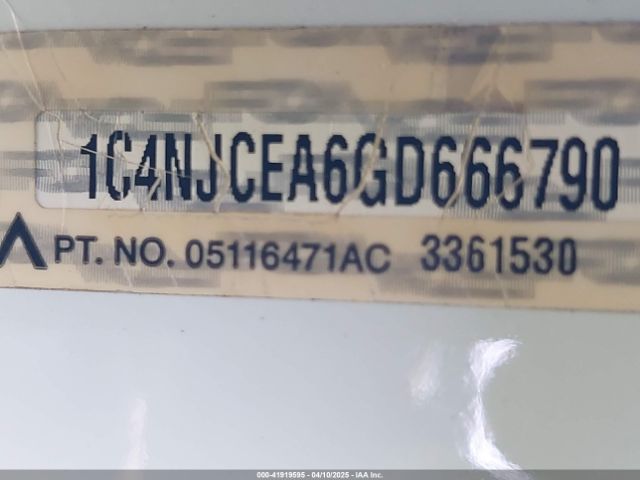 1C4NJCEA6GD666790
PT. NO. 05116471AC 3361530
000-41919595 - 04/10/2025 - IAA Inc.